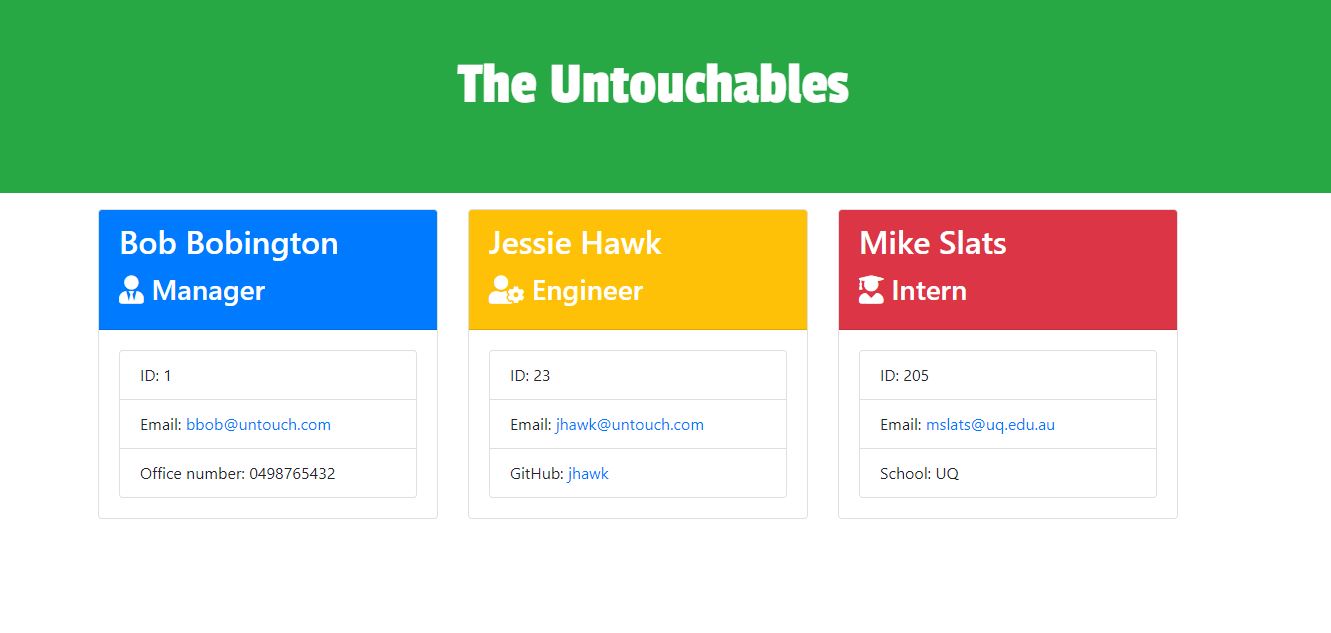 The Untouchables
Bob Bobington
Manager
ID: 1
Email: bbob@untouch.com
Office number: 0498765432
Jessie Hawk
Engineer
ID: 23
Email: jhawk@untouch.com
GitHub: jhawk
Mike Slats
Intern
ID: 205
Email: mslats@uq.edu.au
School: UQ